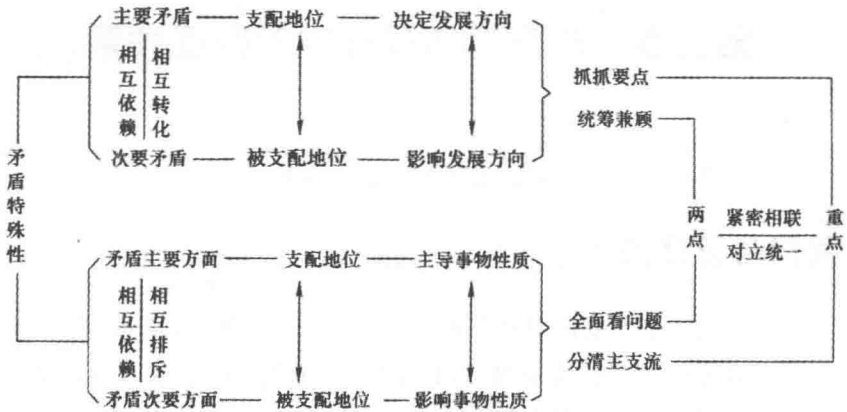 矛盾特殊性
主要矛盾 支配地位 决定发展方向
相互依赖 相互转化
次要矛盾 被支配地位 影响发展方向
抓抓要点
统筹兼顾
矛盾主要方面 支配地位 主导事物性质
相互依赖 相互排斥
矛盾次要方面 被支配地位 影响事物性质
全面看问题
分清主支流
两点
紧密相联
对立统一
重点